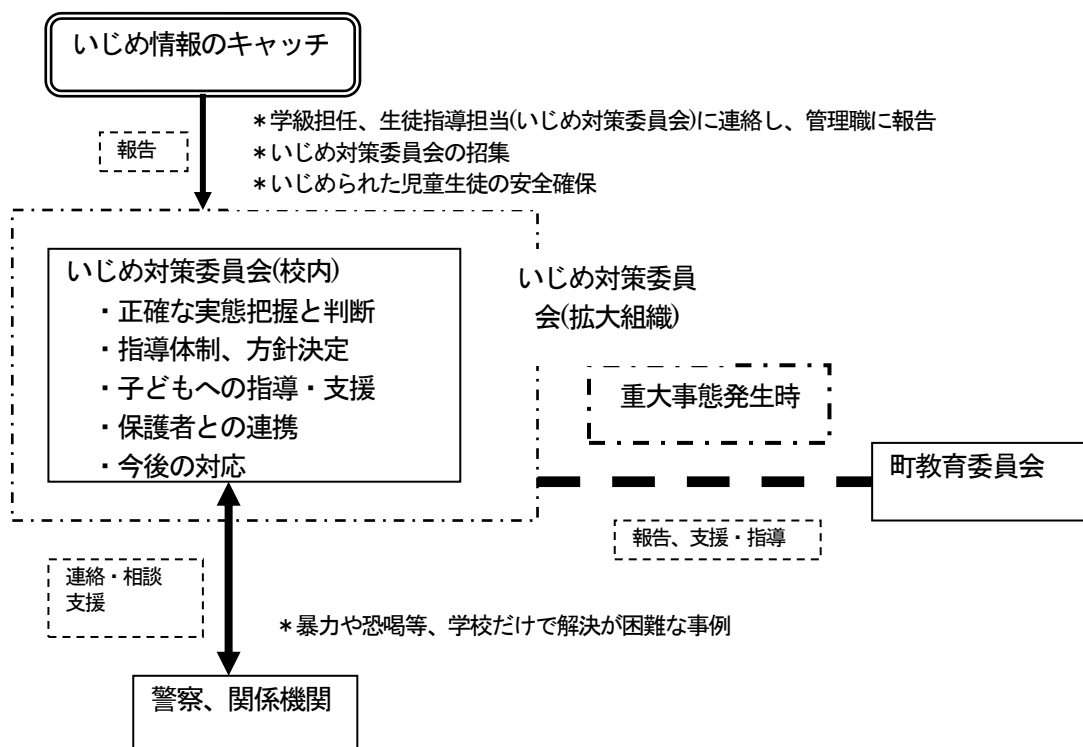 いじめ情報のキャッチ
＊学級担任、生徒指導担当(いじめ対策委員会)に連絡し、管理職に報告
報告
＊いじめ対策委員会の招集
＊いじめられた児童生徒の安全確保
いじめ対策委員会(校内)
・正確な実態把握と判断
・指導体制、方針決定
・子どもへの指導・支援
・保護者との連携
・今後の対応
いじめ対策委員
会(拡大組織)
重大事態発生時
町教育委員会
報告、支援・指導
連絡・相談
支援
＊暴力や恐喝等、学校だけで解決が困難な事例
警察、関係機関